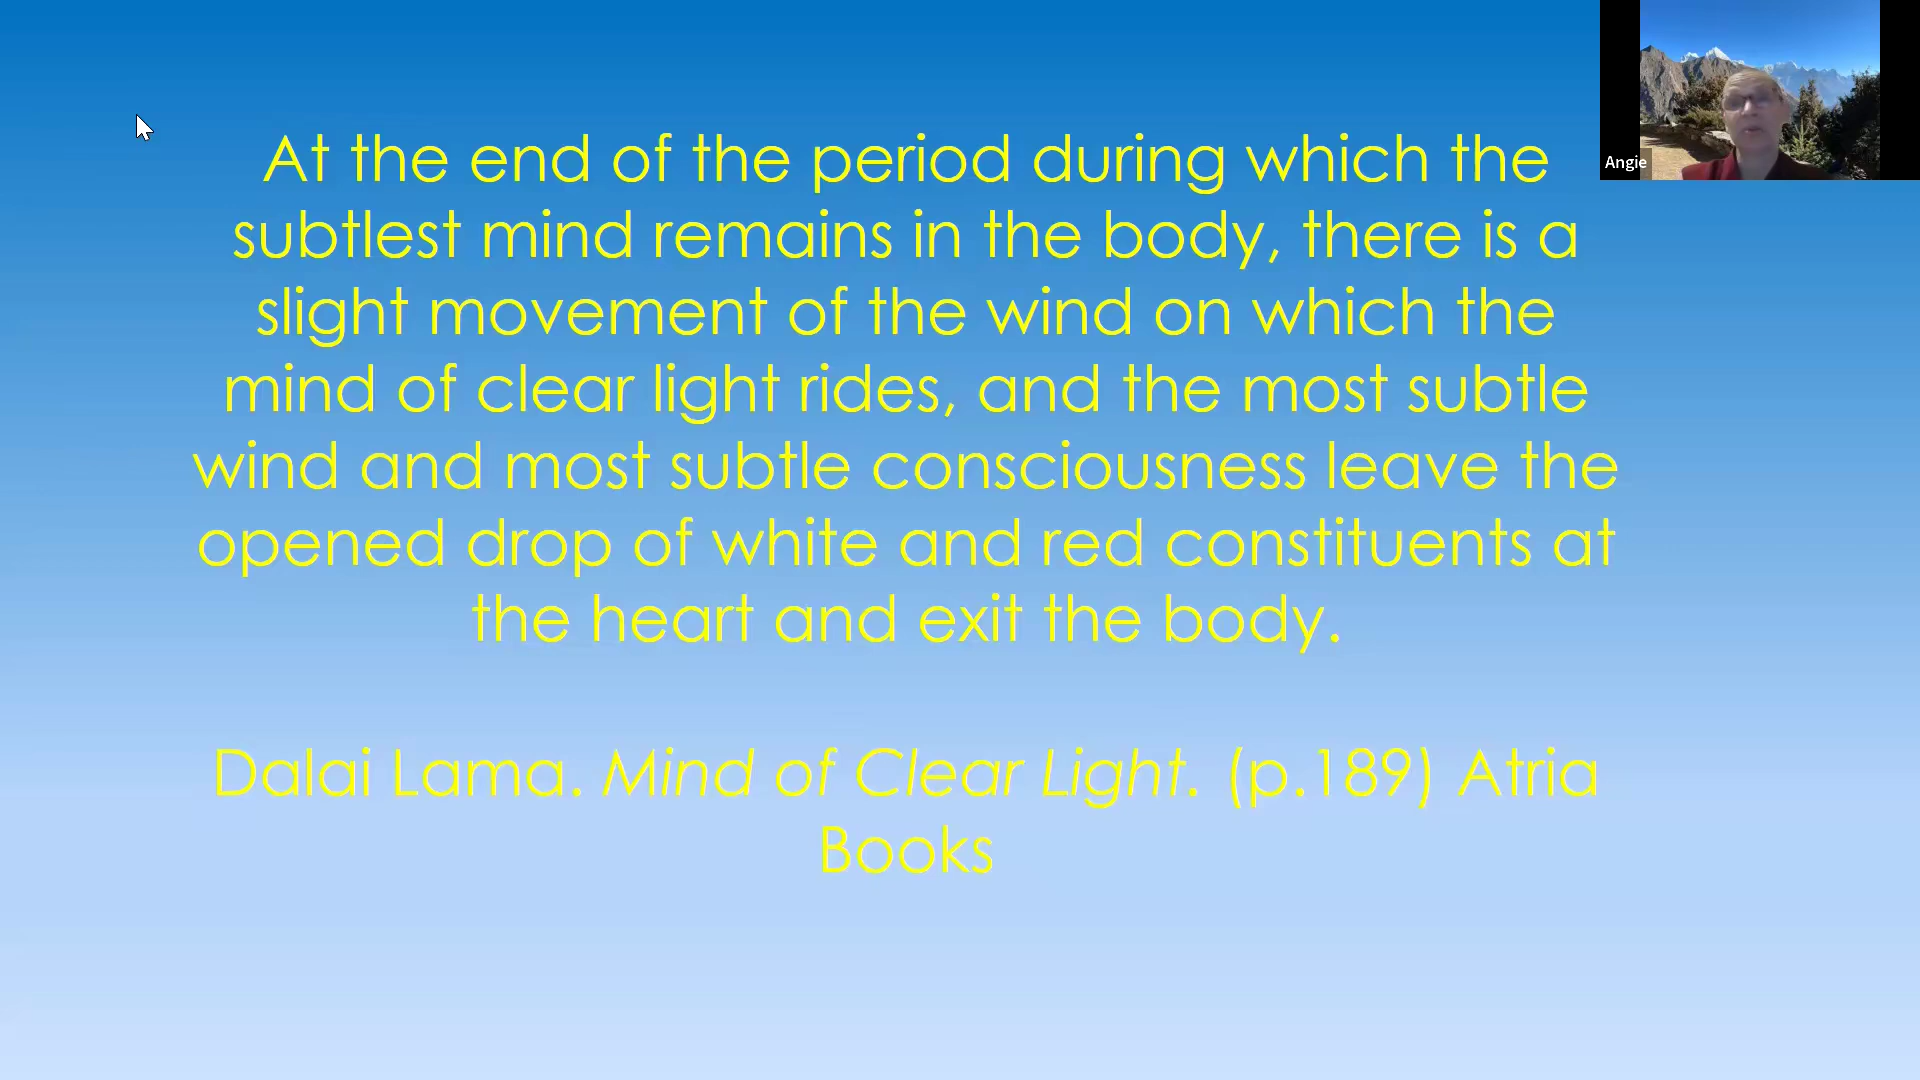 At the end of the period during which the
subtlest mind remains in the body, there is a
slight movement of the wind on which the
mind of clear light rides, and the most subtle
wind and most subtle consciousness leave the
opened drop of white and red constituents at
the heart and exit the body.
Dalai Lama. Mind of Clear Light. (p.189) Atria
Books
Angie